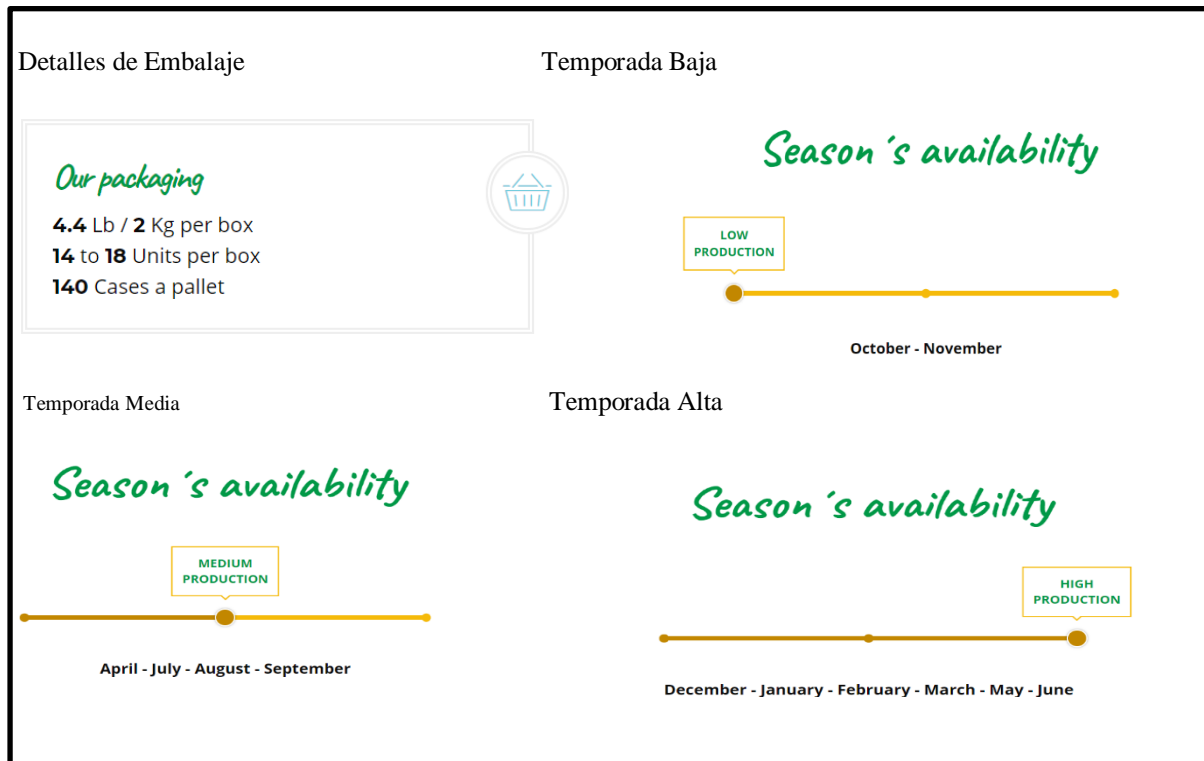 Detalles de Embalaje
Our packaging
4.4 Lb / 2 Kg per box
14 to 18 Units per box
140 Cases a pallet
Temporada Baja
Season ´s availability
LOW
PRODUCTION
October - November
Temporada Media
Season ´s availability
MEDIUM
PRODUCTION
April - July - August - September
Temporada Alta
Season ´s availability
HIGH
PRODUCTION
December - January - February - March - May - June